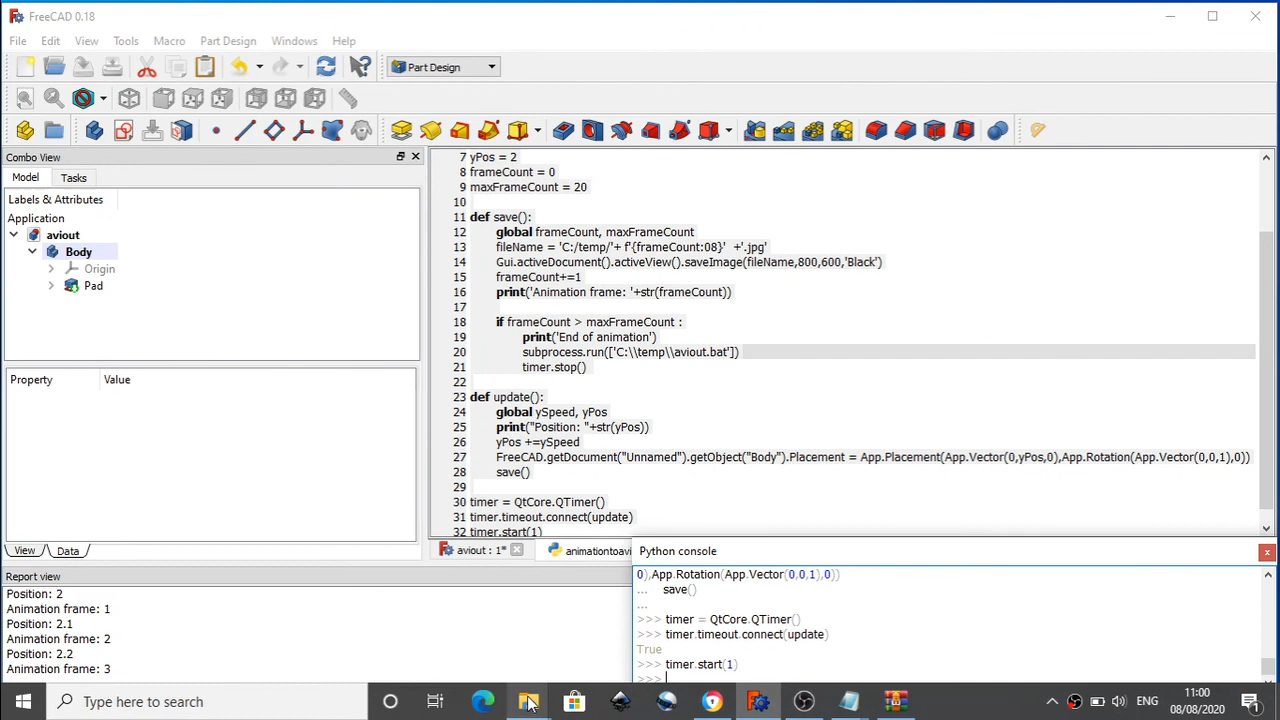 FreeCAD 0.18
File Edit View Tools Macro Part Design Windows Help
Part Design
Combo View
Model Tasks
Labels & Attributes
Application
aviout
Body
Origin
Pad
Property Value
View Data
7 yPos = 2
8 frameCount = 0
9 maxFrameCount = 20
10
11 def save():
12 global frameCount, maxFrameCount
13 fileName = 'C:/temp/'+ f'{frameCount:08}' +'.jpg'
14 Gui.activeDocument().activeView().saveImage(fileName,800,600,'Black')
15 frameCount+=1
16 print('Animation frame: '+str(frameCount))
17
18 if frameCount > maxFrameCount :
19 print('End of animation')
20 subprocess.run(['C:\\temp\\aviout.bat'])
21 timer.stop()
22
23 def update():
24 global ySpeed, yPos
25 print("Position: "+str(yPos))
26 yPos +=ySpeed
27 FreeCAD.getDocument("Unnamed").getObject("Body").Placement = App.Placement(App.Vector(0,yPos,0),App.Rotation(App.Vector(0,0,1),0))
28 save()
29
30 timer = QtCore.QTimer()
31 timer.timeout.connect(update)
32 timer.start(1)
aviout : 1* animationtoavi
Report view
Position: 2
Animation frame: 1
Position: 2.1
Animation frame: 2
Position: 2.2
Animation frame: 3
Python console
0),App.Rotation(App.Vector(0,0,1),0))
... save()
...
>>> timer = QtCore.QTimer()
>>> timer.timeout.connect(update)
True
>>> timer.start(1)
>>>
Type here to search
ENG
11:00
08/08/2020
1